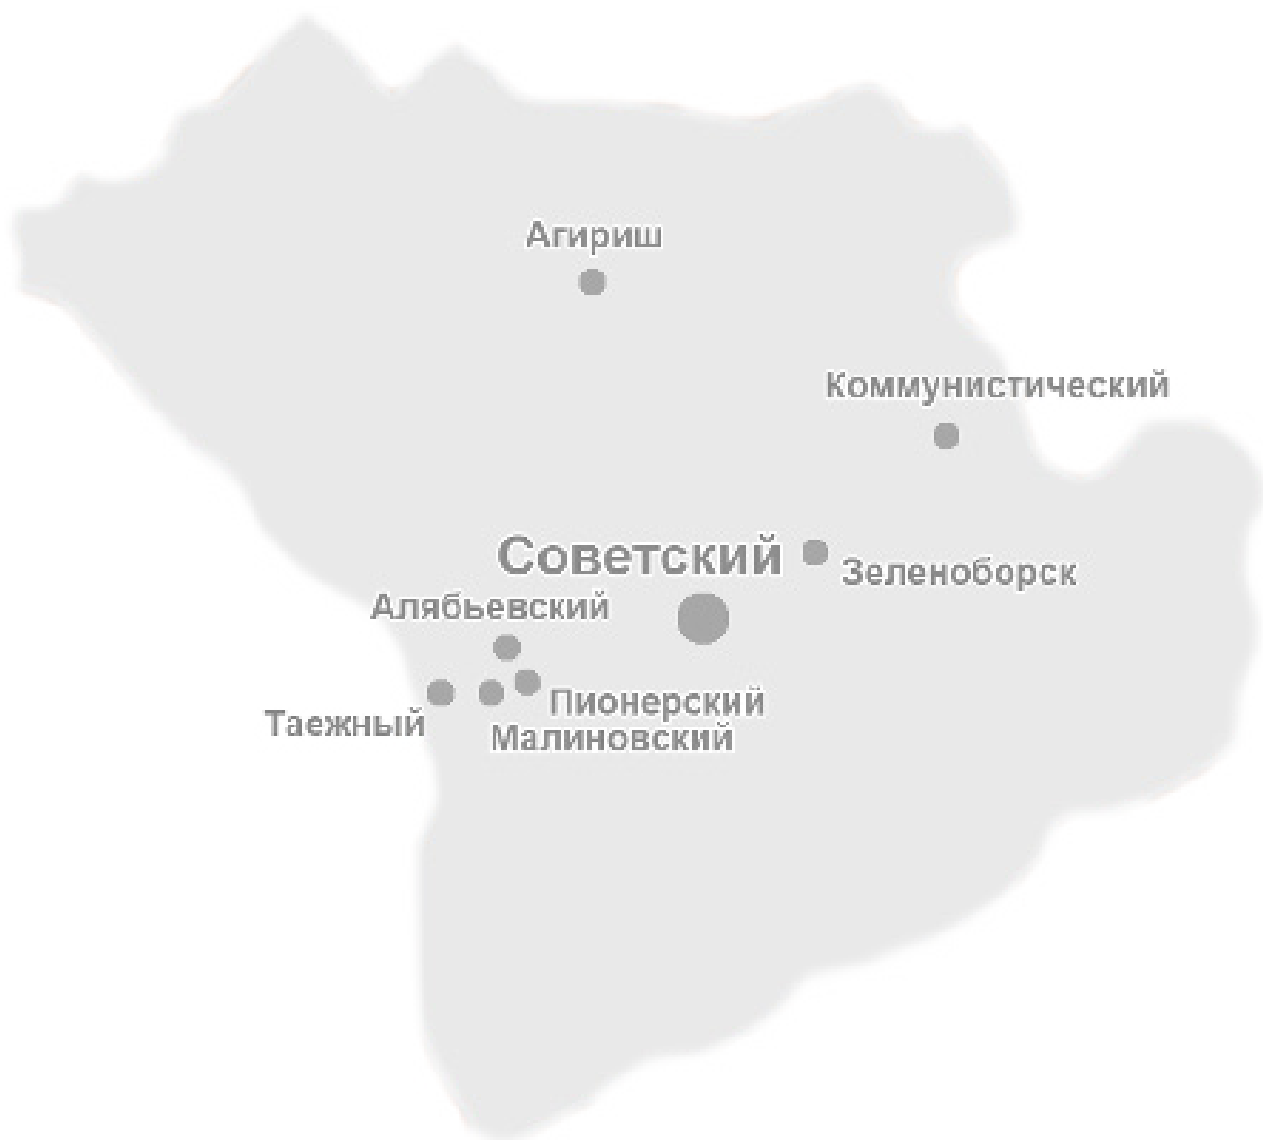 Агириш
Коммунистический
Советский
Зеленоборск
Алябьевский
Пионерский
Таежный
Малиновский